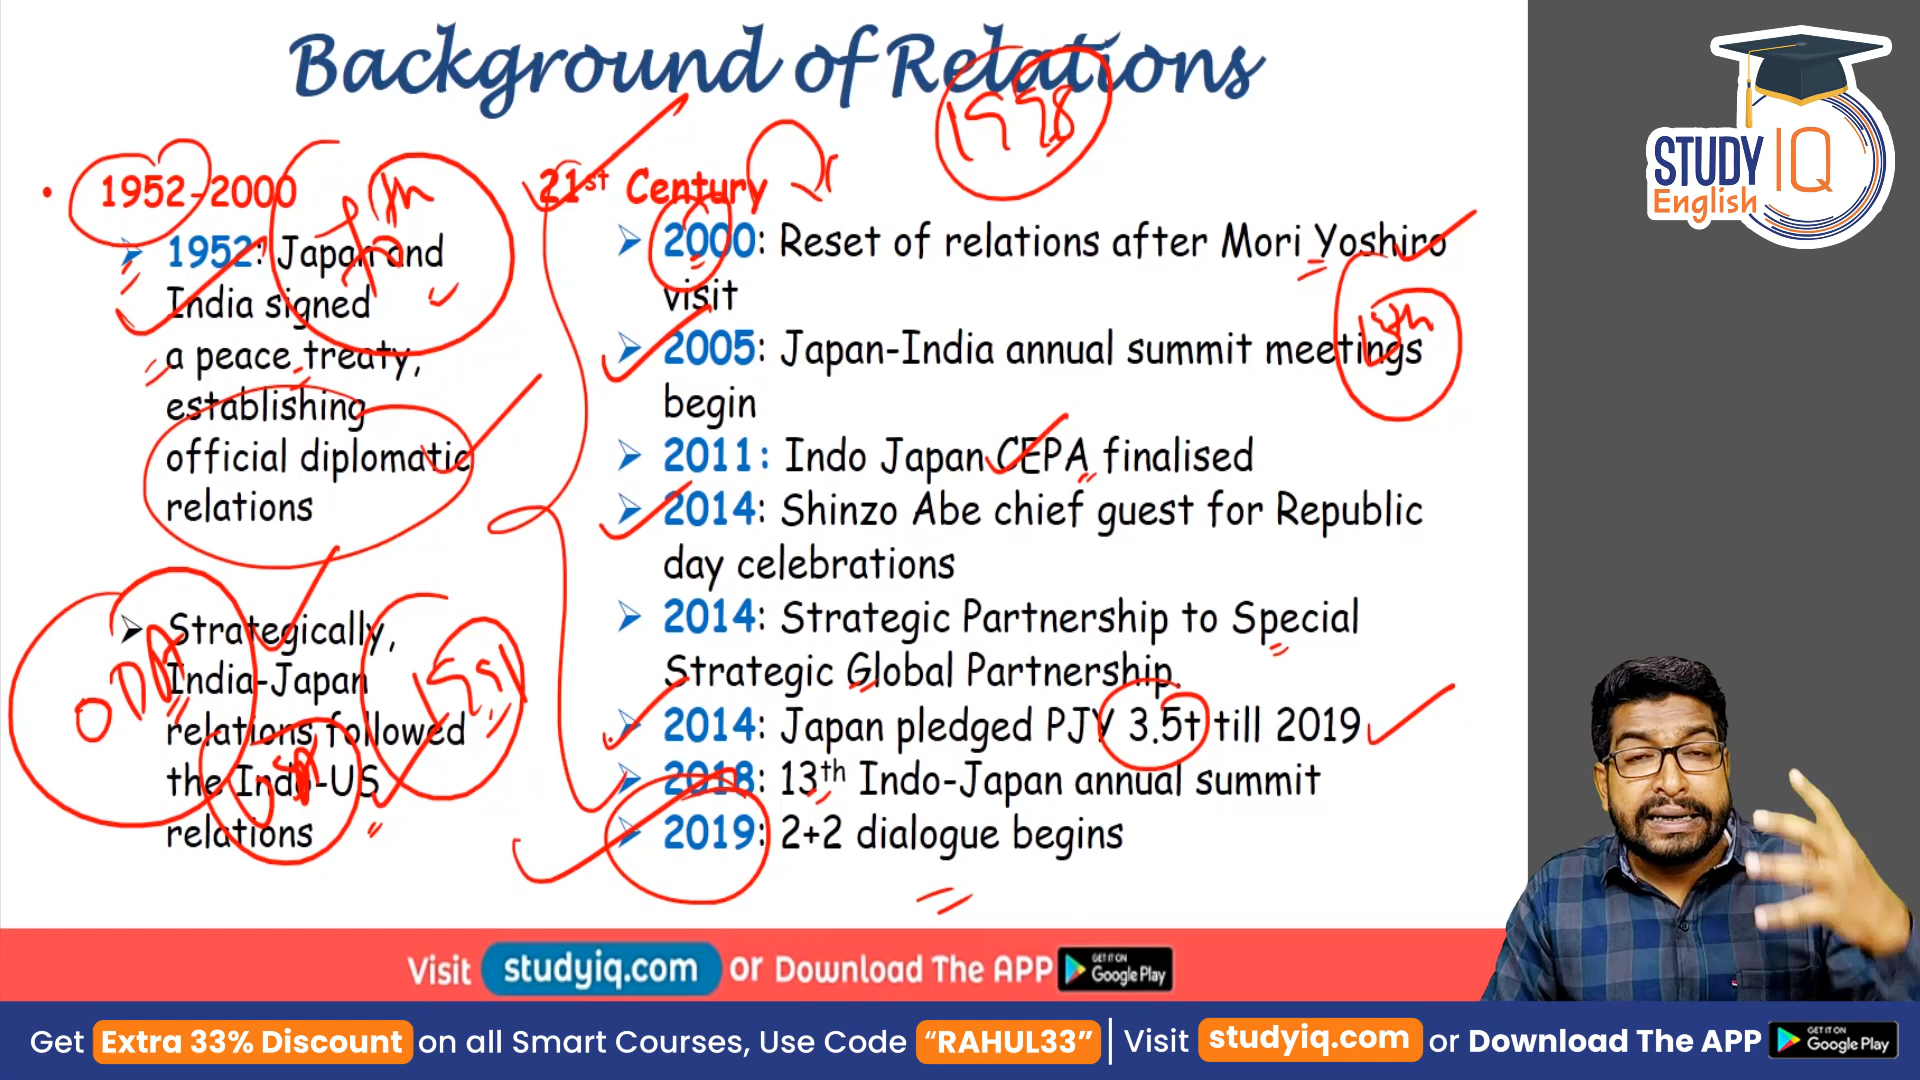 Background of Relations
1998
• 1952-2000
➢ 1952: Japan and
India signed
a peace treaty,
establishing
official diplomatic
relations
➢ Strategically,
India-Japan
relations followed
the Indo-US
relations
ODA
1991
21st Century
➢ 2000: Reset of relations after Mori Yoshiro
visit
➢ 2005: Japan-India annual summit meetings
begin
➢ 2011: Indo Japan CEPA finalised
➢ 2014: Shinzo Abe chief guest for Republic
day celebrations
➢ 2014: Strategic Partnership to Special
Strategic Global Partnership.
➢ 2014: Japan pledged PJY 3.5t till 2019
➢ 2018: 13th Indo-Japan annual summit
➢ 2019: 2+2 dialogue begins
STUDY IQ
English
Visit studyiq.com or Download The APP GET IT ON Google Play
Get Extra 33% Discount on all Smart Courses, Use Code “RAHUL33” | Visit studyiq.com or Download The APP GET IT ON Google Play